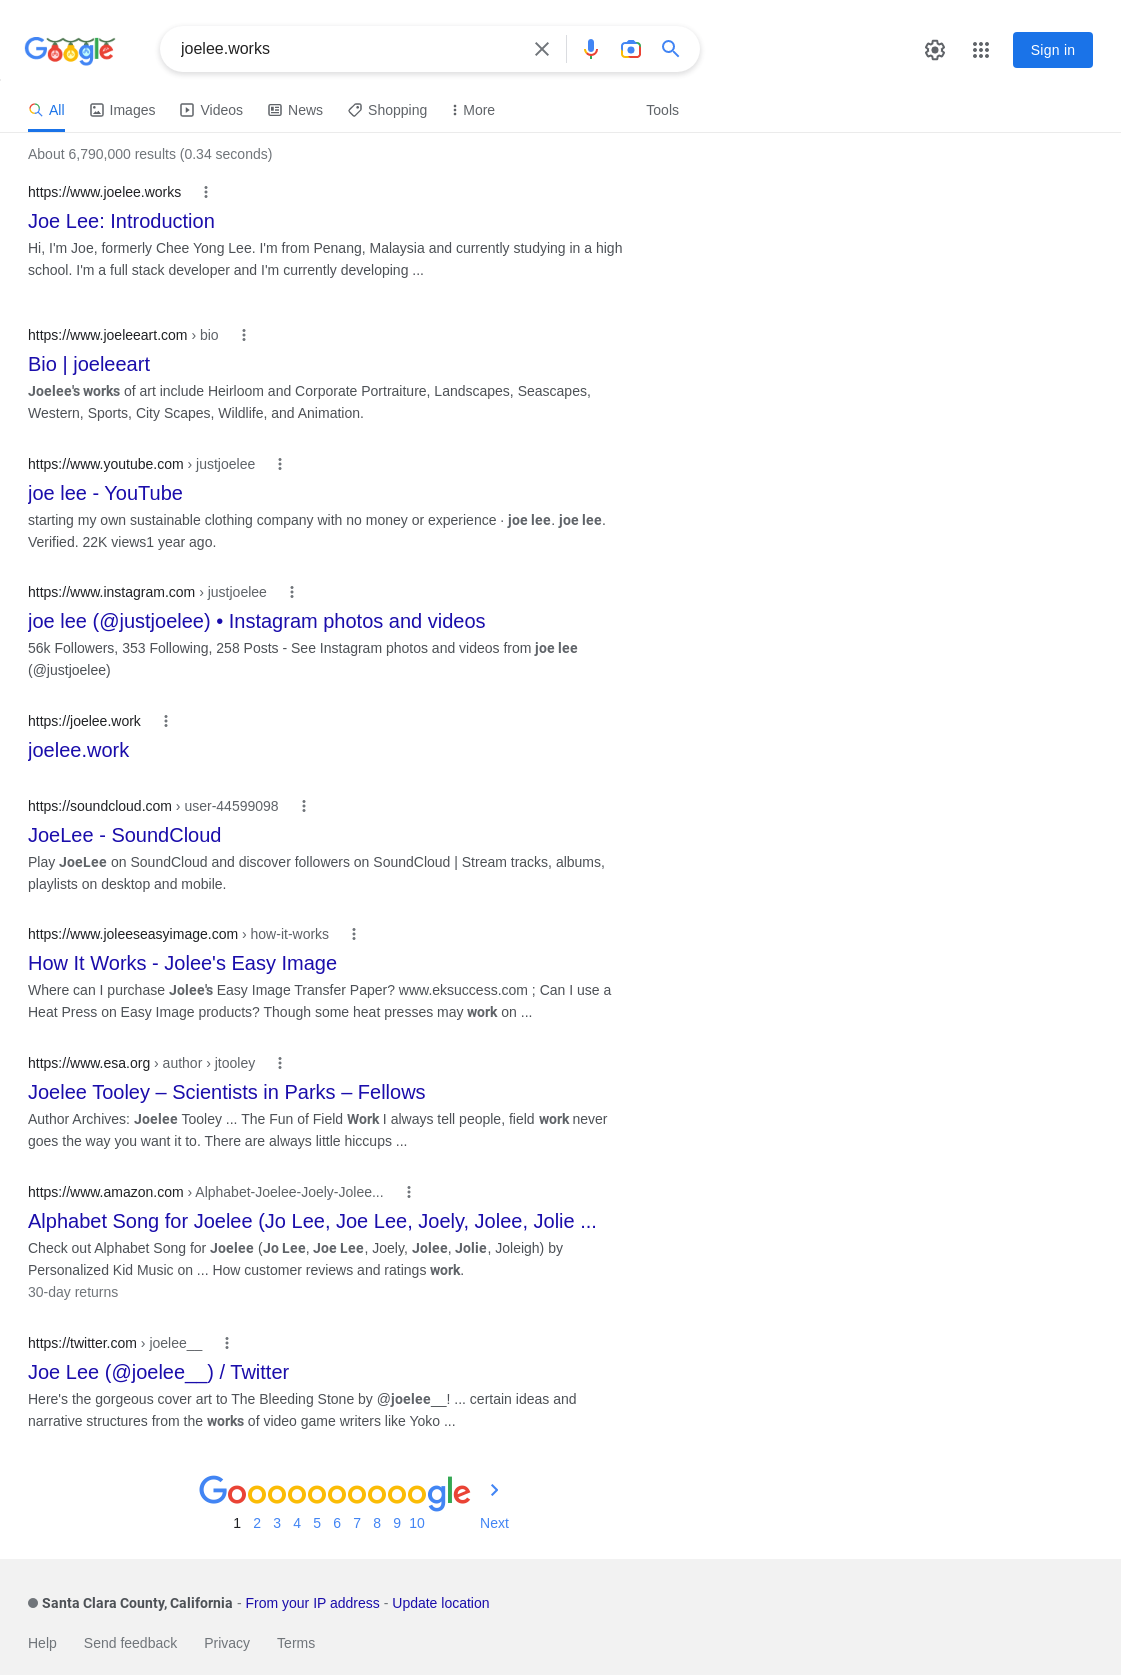 Google
joelee.works
Sign in
All
Images
Videos
News
Shopping
More
Tools
About 6,790,000 results (0.34 seconds)
https://www.joelee.works
Joe Lee: Introduction
Hi, I'm Joe, formerly Chee Yong Lee. I'm from Penang, Malaysia and currently studying in a high
school. I'm a full stack developer and I'm currently developing ...
https://www.joeleeart.com › bio
Bio | joeleeart
Joelee's works of art include Heirloom and Corporate Portraiture, Landscapes, Seascapes,
Western, Sports, City Scapes, Wildlife, and Animation.
https://www.youtube.com › justjoelee
joe lee - YouTube
starting my own sustainable clothing company with no money or experience · joe lee. joe lee.
Verified. 22K views1 year ago.
https://www.instagram.com › justjoelee
joe lee (@justjoelee) • Instagram photos and videos
56k Followers, 353 Following, 258 Posts - See Instagram photos and videos from joe lee
(@justjoelee)
https://joelee.work
joelee.work
https://soundcloud.com › user-44599098
JoeLee - SoundCloud
Play JoeLee on SoundCloud and discover followers on SoundCloud | Stream tracks, albums,
playlists on desktop and mobile.
https://www.joleeseasyimage.com › how-it-works
How It Works - Jolee's Easy Image
Where can I purchase Jolee's Easy Image Transfer Paper? www.eksuccess.com ; Can I use a
Heat Press on Easy Image products? Though some heat presses may work on ...
https://www.esa.org › author › jtooley
Joelee Tooley – Scientists in Parks – Fellows
Author Archives: Joelee Tooley ... The Fun of Field Work I always tell people, field work never
goes the way you want it to. There are always little hiccups ...
https://www.amazon.com › Alphabet-Joelee-Joely-Jolee...
Alphabet Song for Joelee (Jo Lee, Joe Lee, Joely, Jolee, Jolie ...
Check out Alphabet Song for Joelee (Jo Lee, Joe Lee, Joely, Jolee, Jolie, Joleigh) by
Personalized Kid Music on ... How customer reviews and ratings work.
30-day returns
https://twitter.com › joelee__
Joe Lee (@joelee__) / Twitter
Here's the gorgeous cover art to The Bleeding Stone by @joelee__! ... certain ideas and
narrative structures from the works of video game writers like Yoko ...
Goooooooooogle
1 2 3 4 5 6 7 8 9 10 Next
Santa Clara County, California - From your IP address - Update location
Help Send feedback Privacy Terms